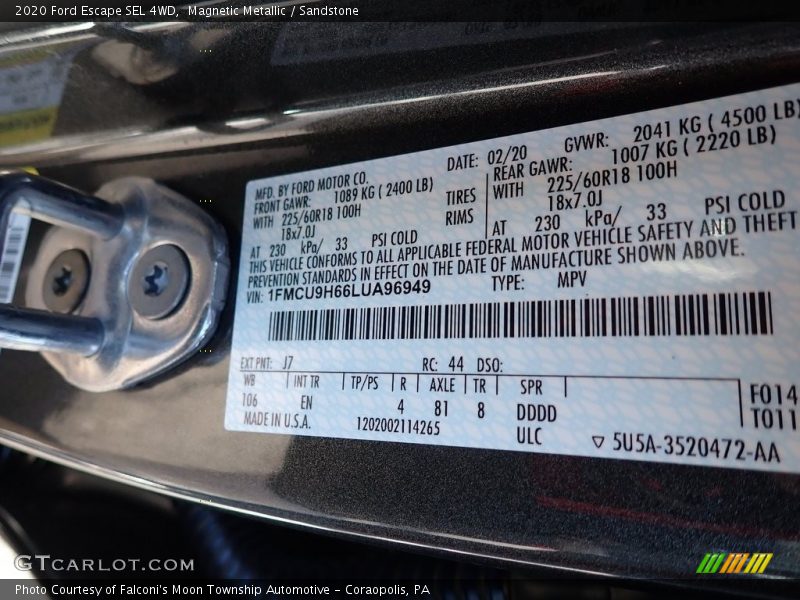 2020 Ford Escape SEL 4WD, Magnetic Metallic / Sandstone
MFD. BY FORD MOTOR CO.
DATE: 02/20
GVWR: 2041 KG ( 4500 LB)
FRONT GAWR: 1089 KG ( 2400 LB)
REAR GAWR: 1007 KG ( 2220 LB)
WITH 225/60R18 100H
TIRES
WITH 225/60R18 100H
18x7.0J
RIMS
18x7.0J
AT 230 kPa/ 33 PSI COLD
AT 230 kPa/ 33 PSI COLD
THIS VEHICLE CONFORMS TO ALL APPLICABLE FEDERAL MOTOR VEHICLE SAFETY AND THEFT
PREVENTION STANDARDS IN EFFECT ON THE DATE OF MANUFACTURE SHOWN ABOVE.
VIN: 1FMCU9H66LUA96949
TYPE: MPV
EXT PNT: J7 RC: 44 DSO:
WB INT TR TP/PS R AXLE TR SPR
106 EN 4 81 8 DDDD
F014
T011
MADE IN U.S.A. 1202002114265
ULC ▽ 5U5A-3520472-AA
GTCARLOT.COM
Photo Courtesy of Falconi's Moon Township Automotive - Coraopolis, PA